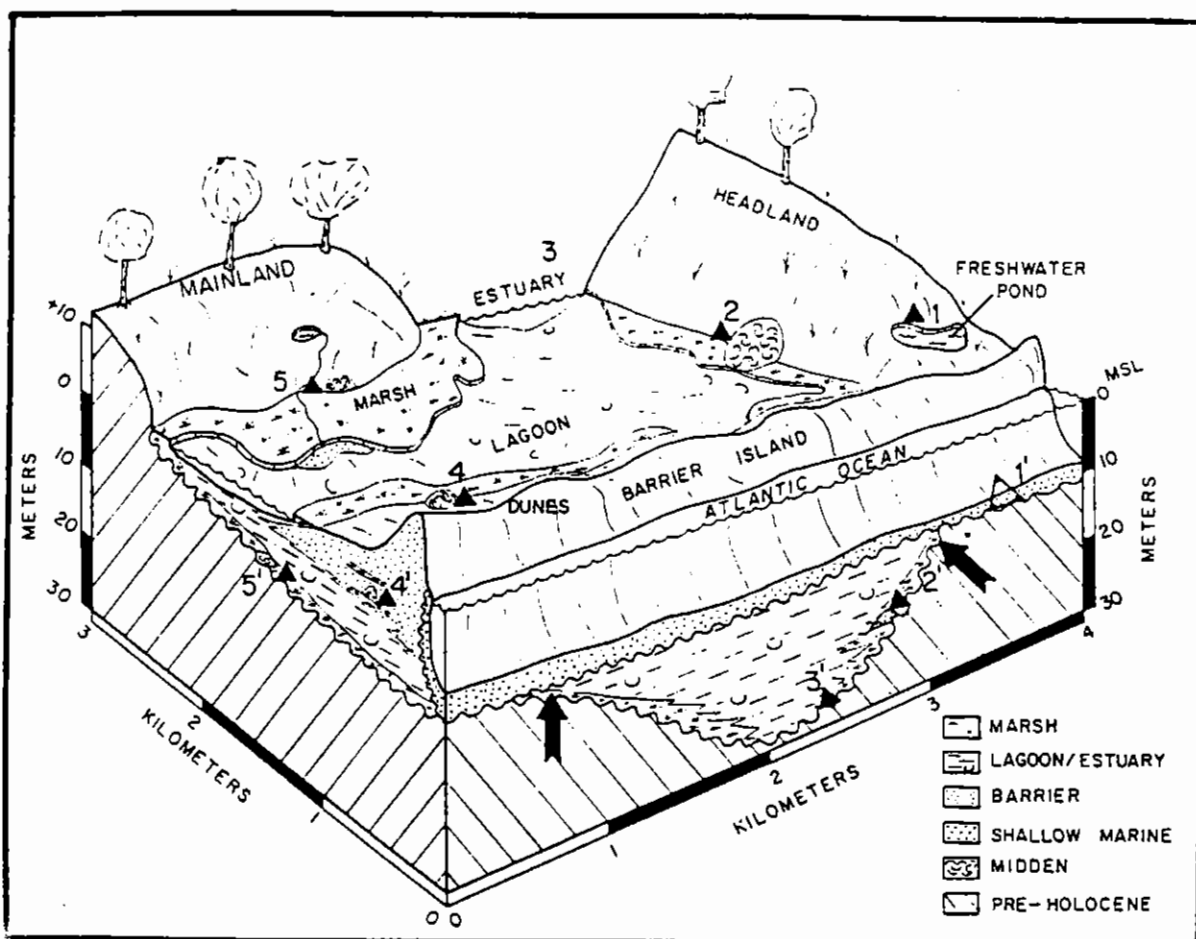 HEADLAND
MAINLAND
3
ESTUARY
FRESHWATER
POND
+10
0
10
20
30
METERS
2
1
5
MARSH
LAGOON
MSL
0
10
20
30
METERS
4
DUNES
BARRIER ISLAND
ATLANTIC OCEAN
1'
5'
4'
2'
3'
3
2
1
0
KILOMETERS
0
1
2
3
4
KILOMETERS
MARSH
LAGOON/ESTUARY
BARRIER
SHALLOW MARINE
MIDDEN
PRE-HOLOCENE